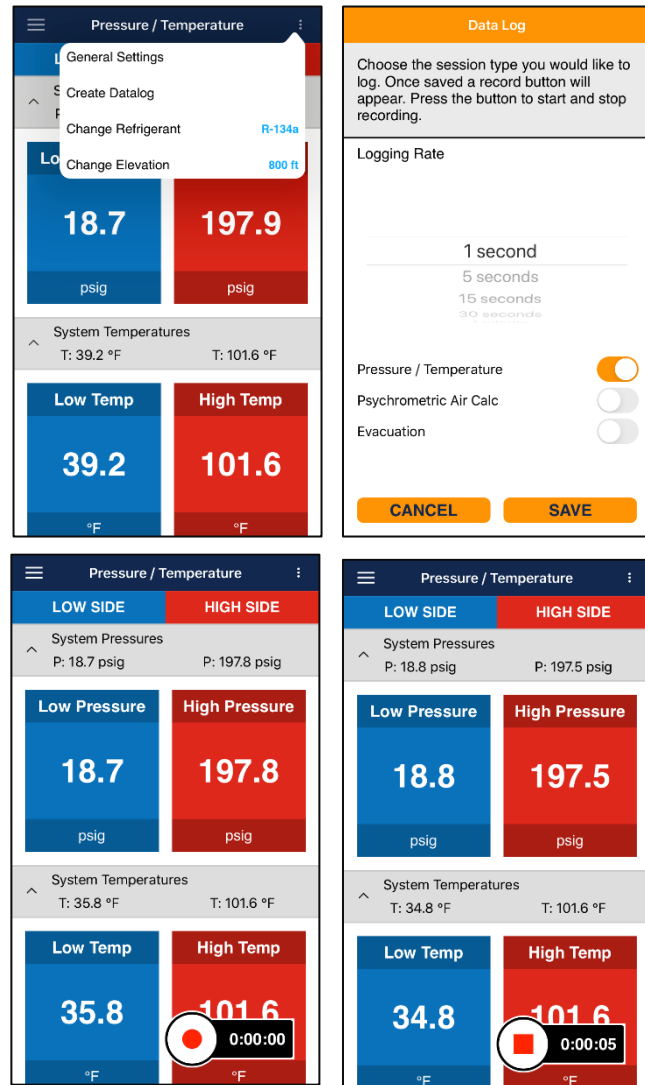 Pressure / Temperature
General Settings
Create Datalog
Change Refrigerant R-134a
Change Elevation 800 ft
18.7 197.9
psig psig
System Temperatures
T: 39.2 °F T: 101.6 °F
Low Temp High Temp
39.2 101.6
°F °F
Data Log
Choose the session type you would like to
log. Once saved a record button will
appear. Press the button to start and stop
recording.
Logging Rate
1 second
5 seconds
15 seconds
30 seconds
Pressure / Temperature
Psychrometric Air Calc
Evacuation
CANCEL SAVE
Pressure / Temperature
LOW SIDE HIGH SIDE
System Pressures
P: 18.7 psig P: 197.8 psig
Low Pressure High Pressure
18.7 197.8
psig psig
System Temperatures
T: 35.8 °F T: 101.6 °F
Low Temp High Temp
35.8 101.6
0:00:00
°F °F
Pressure / Temperature
LOW SIDE HIGH SIDE
System Pressures
P: 18.8 psig P: 197.5 psig
Low Pressure High Pressure
18.8 197.5
psig psig
System Temperatures
T: 34.8 °F T: 101.6 °F
Low Temp High Temp
34.8 101.6
0:00:05
°F °F